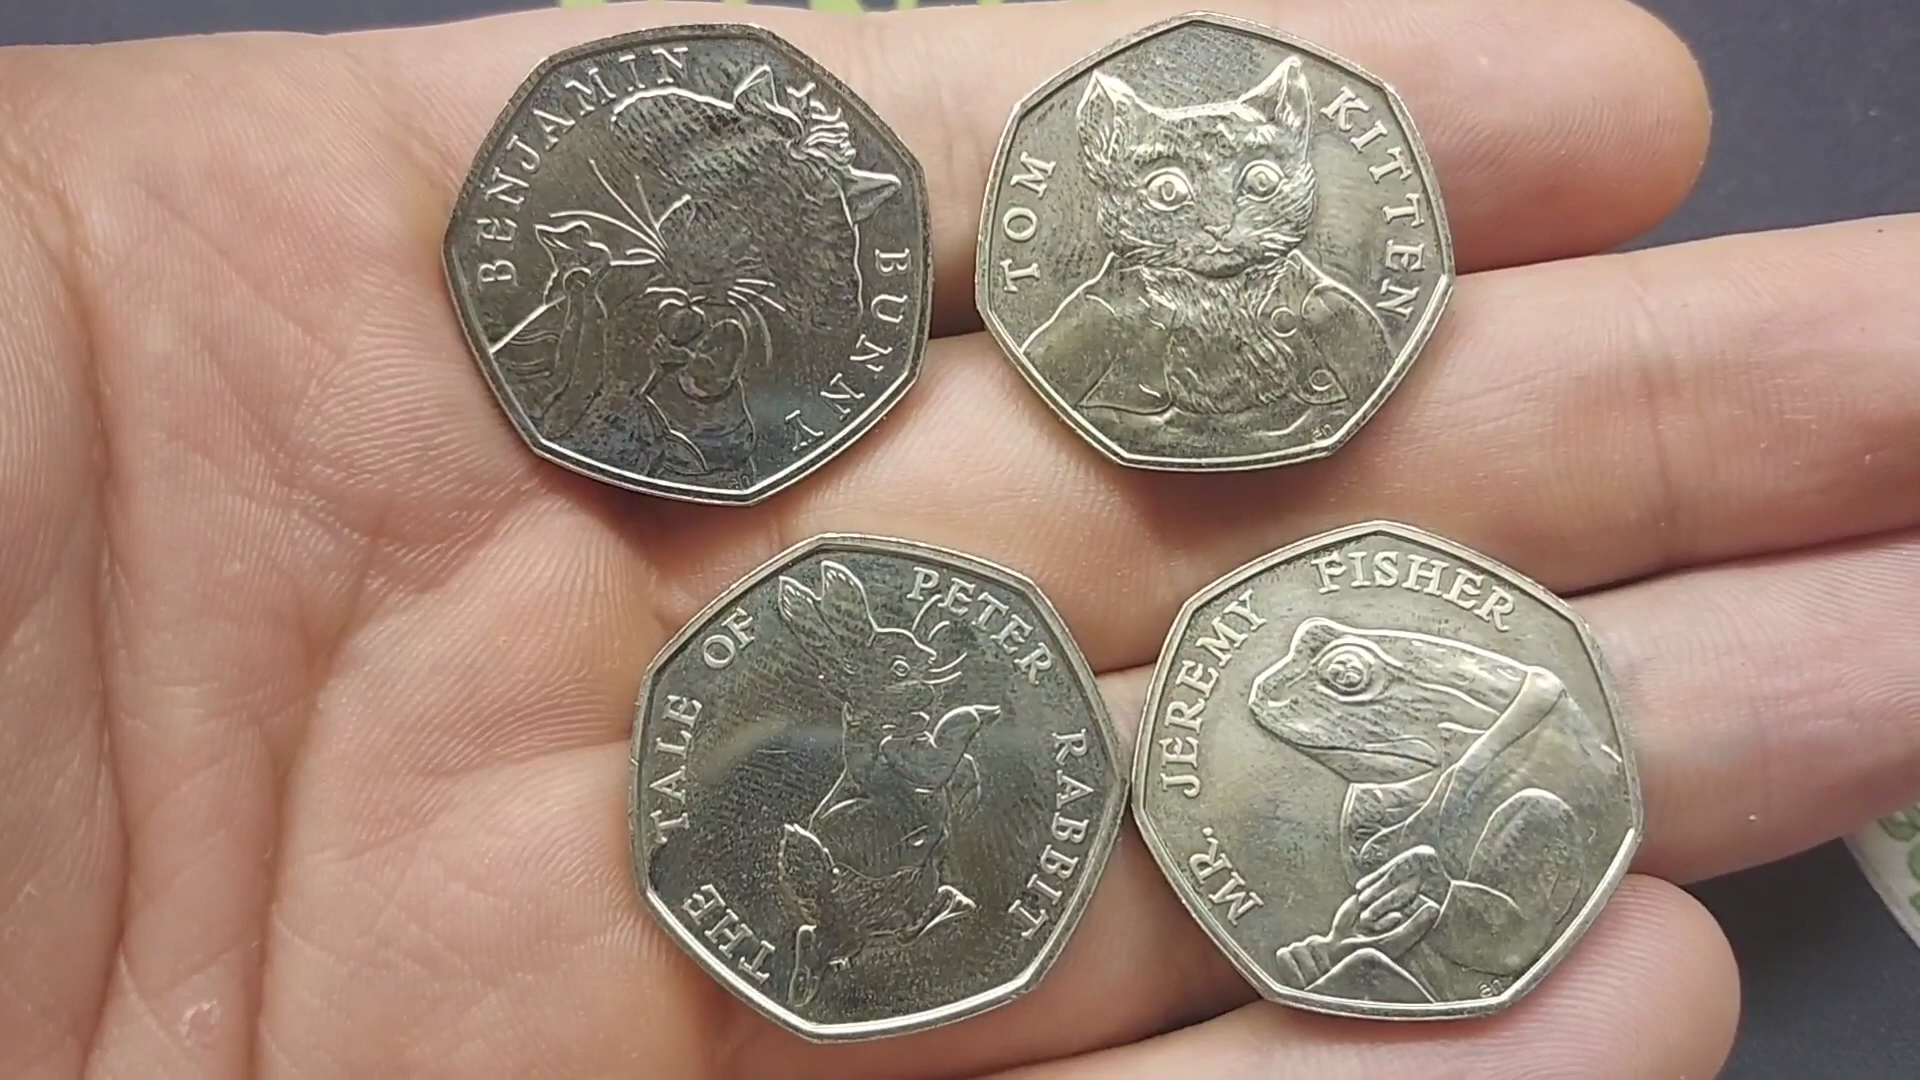 BENJAMIN BUNNY
TOM KITTEN
THE TALE OF PETER RABBIT
MR. JEREMY FISHER